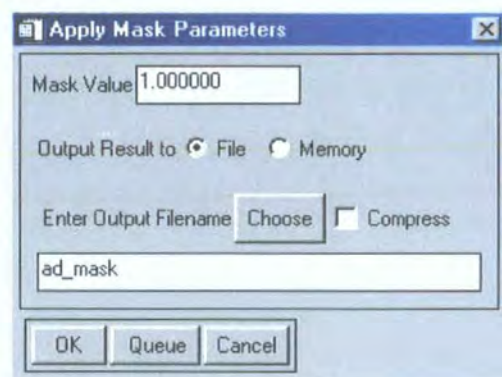 Apply Mask Parameters
Mask Value 1.000000
Output Result to File Memory
Enter Output Filename Choose Compress
ad_mask
OK Queue Cancel